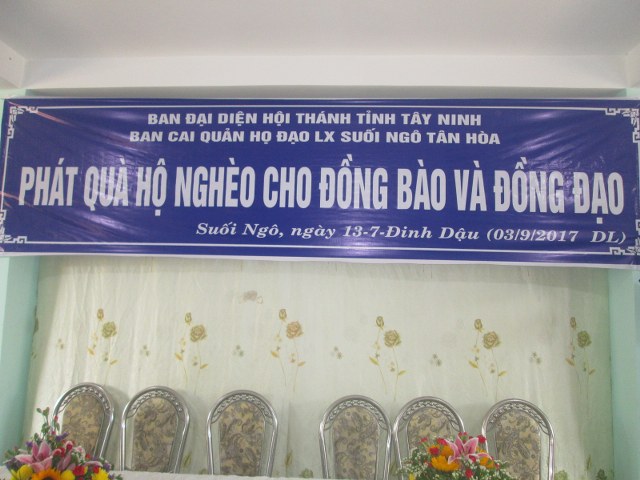 BAN ĐẠI DIỆN HỘI THÁNH TỈNH TÂY NINH
BAN CAI QUẢN HỌ ĐẠO LX SUỐI NGÔ TÂN HÒA
PHÁT QUÀ HỘ NGHÈO CHO ĐỒNG BÀO VÀ ĐỒNG ĐẠO
Suối Ngô, ngày 13-7-Đinh Dậu (03/9/2017 DL)